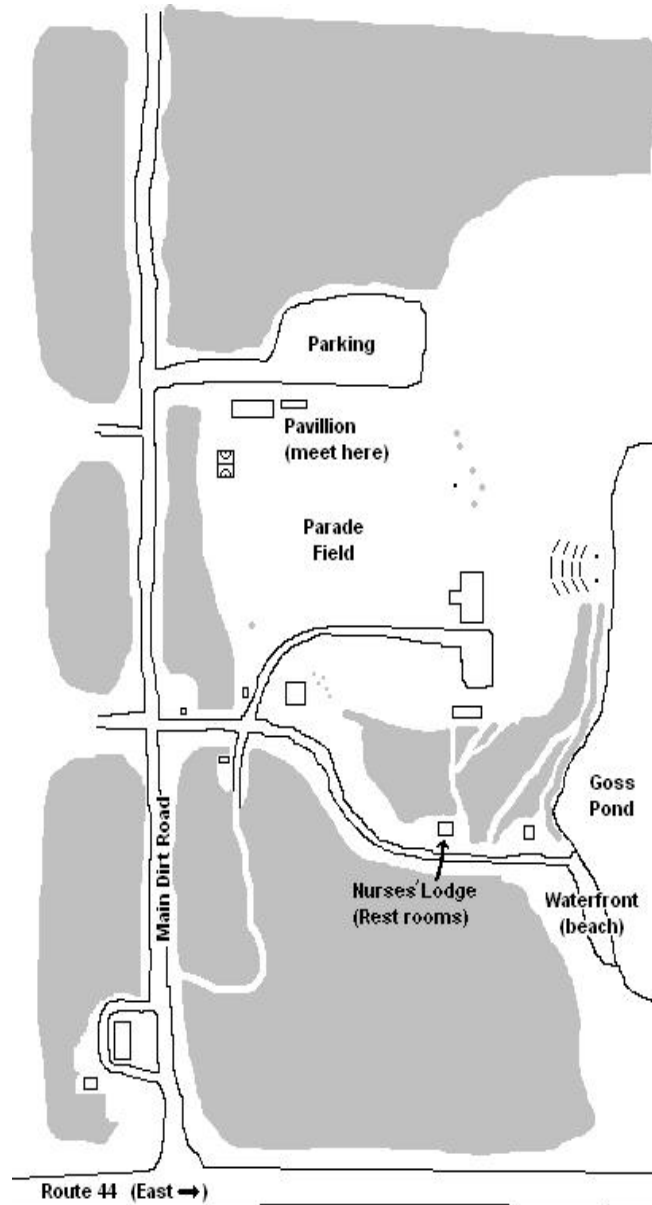 Parking
Pavillion
(meet here)
Parade
Field
Goss
Pond
Main Dirt Road
Nurses' Lodge
(Rest rooms)
Waterfront
(beach)
Route 44 (East ➡)